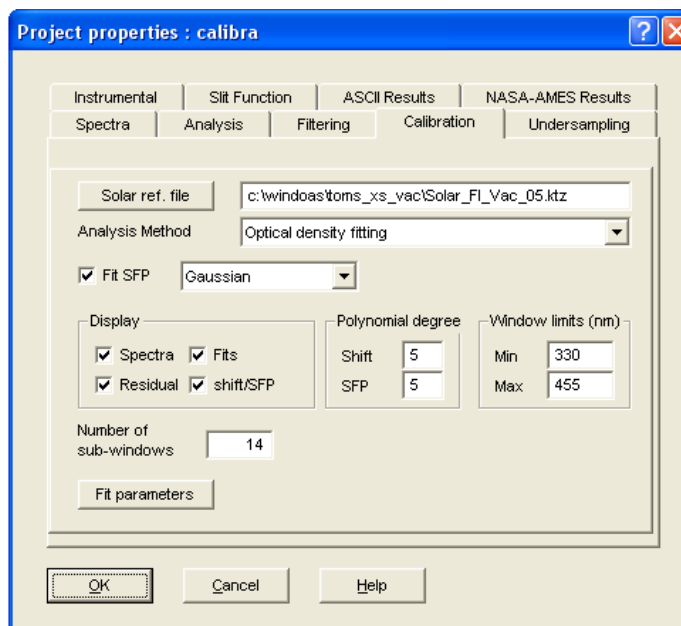 Project properties : calibra
Instrumental Slit Function ASCII Results NASA-AMES Results
Spectra Analysis Filtering Calibration Undersampling
Solar ref. file c:\windoas\toms_xs_vac\Solar_Fl_Vac_05.ktz
Analysis Method Optical density fitting
Fit SFP Gaussian
Display Polynomial degree Window limits (nm)
Spectra Fits Shift 5 Min 330
Residual shift/SFP SFP 5 Max 455
Number of
sub-windows 14
Fit parameters
OK Cancel Help